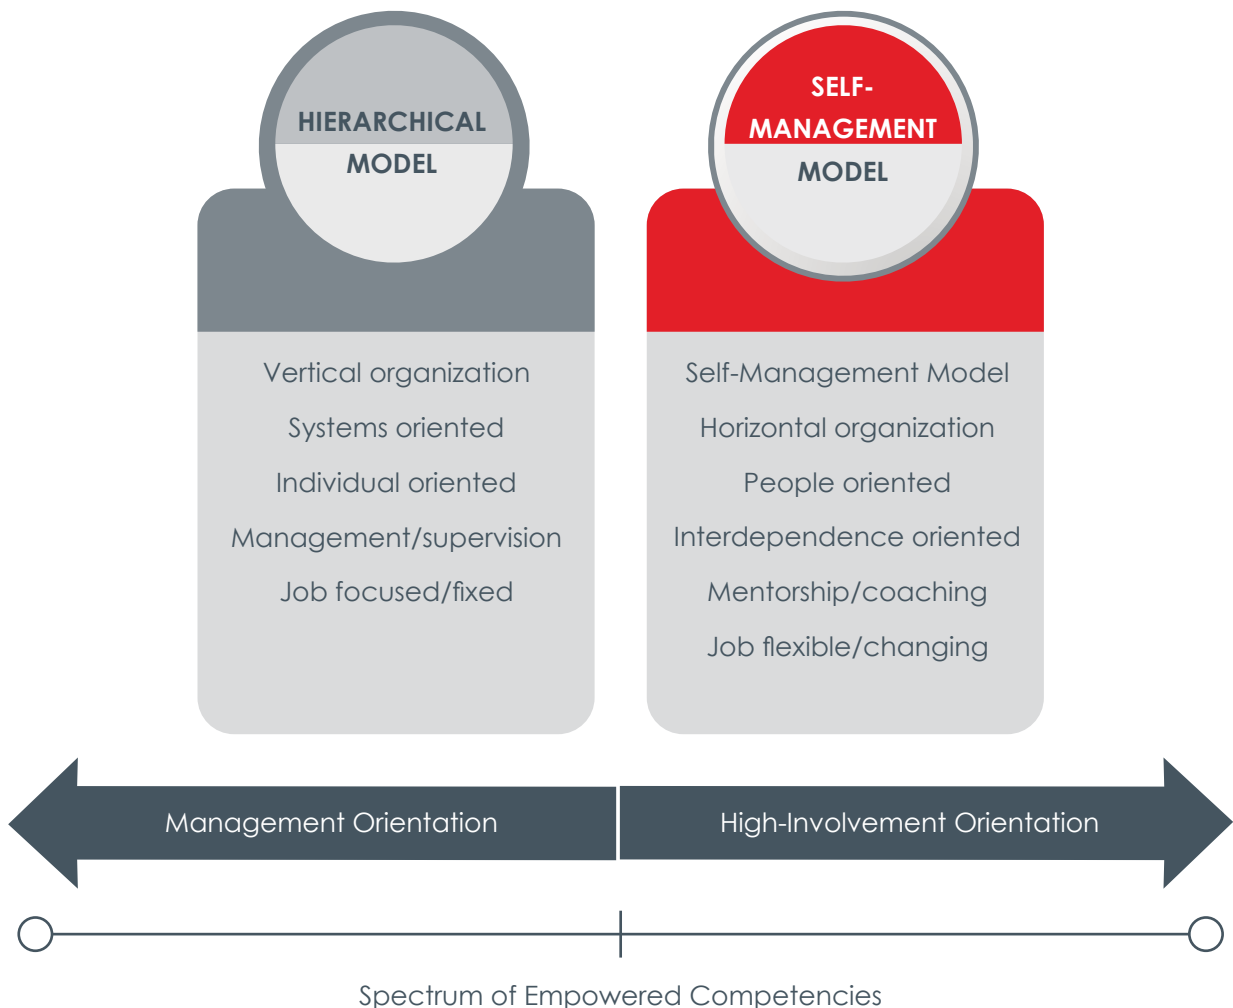 HIERARCHICAL
MODEL
Vertical organization
Systems oriented
Individual oriented
Management/supervision
Job focused/fixed
SELF-
MANAGEMENT
MODEL
Self-Management Model
Horizontal organization
People oriented
Interdependence oriented
Mentorship/coaching
Job flexible/changing
Management Orientation
High-Involvement Orientation
Spectrum of Empowered Competencies